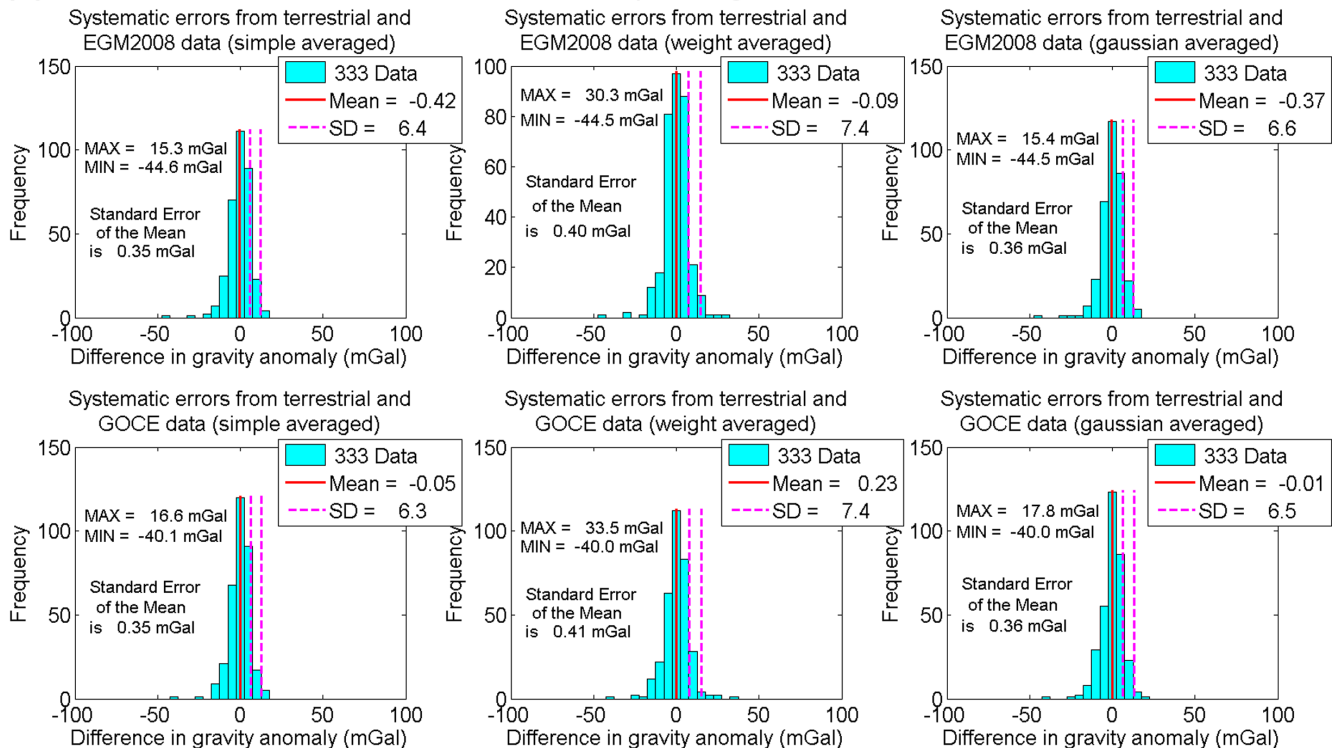 Systematic errors from terrestrial and
EGM2008 data (simple averaged)
150
100
50
0
Frequency
333 Data
Mean = -0.42
SD = 6.4
MAX = 15.3 mGal
MIN = -44.6 mGal
Standard Error
of the Mean
is 0.35 mGal
-100 -50 0 50 100
Difference in gravity anomaly (mGal)
Systematic errors from terrestrial and
EGM2008 data (weight averaged)
100
80
60
40
20
0
Frequency
333 Data
Mean = -0.09
SD = 7.4
MAX = 30.3 mGal
MIN = -44.5 mGal
Standard Error
of the Mean
is 0.40 mGal
-100 -50 0 50 100
Difference in gravity anomaly (mGal)
Systematic errors from terrestrial and
EGM2008 data (gaussian averaged)
150
100
50
0
Frequency
333 Data
Mean = -0.37
SD = 6.6
MAX = 15.4 mGal
MIN = -44.5 mGal
Standard Error
of the Mean
is 0.36 mGal
-100 -50 0 50 100
Difference in gravity anomaly (mGal)
Systematic errors from terrestrial and
GOCE data (simple averaged)
150
100
50
0
Frequency
333 Data
Mean = -0.05
SD = 6.3
MAX = 16.6 mGal
MIN = -40.1 mGal
Standard Error
of the Mean
is 0.35 mGal
-100 -50 0 50 100
Difference in gravity anomaly (mGal)
Systematic errors from terrestrial and
GOCE data (weight averaged)
150
100
50
0
Frequency
333 Data
Mean = 0.23
SD = 7.4
MAX = 33.5 mGal
MIN = -40.0 mGal
Standard Error
of the Mean
is 0.41 mGal
-100 -50 0 50 100
Difference in gravity anomaly (mGal)
Systematic errors from terrestrial and
GOCE data (gaussian averaged)
150
100
50
0
Frequency
333 Data
Mean = -0.01
SD = 6.5
MAX = 17.8 mGal
MIN = -40.0 mGal
Standard Error
of the Mean
is 0.36 mGal
-100 -50 0 50 100
Difference in gravity anomaly (mGal)